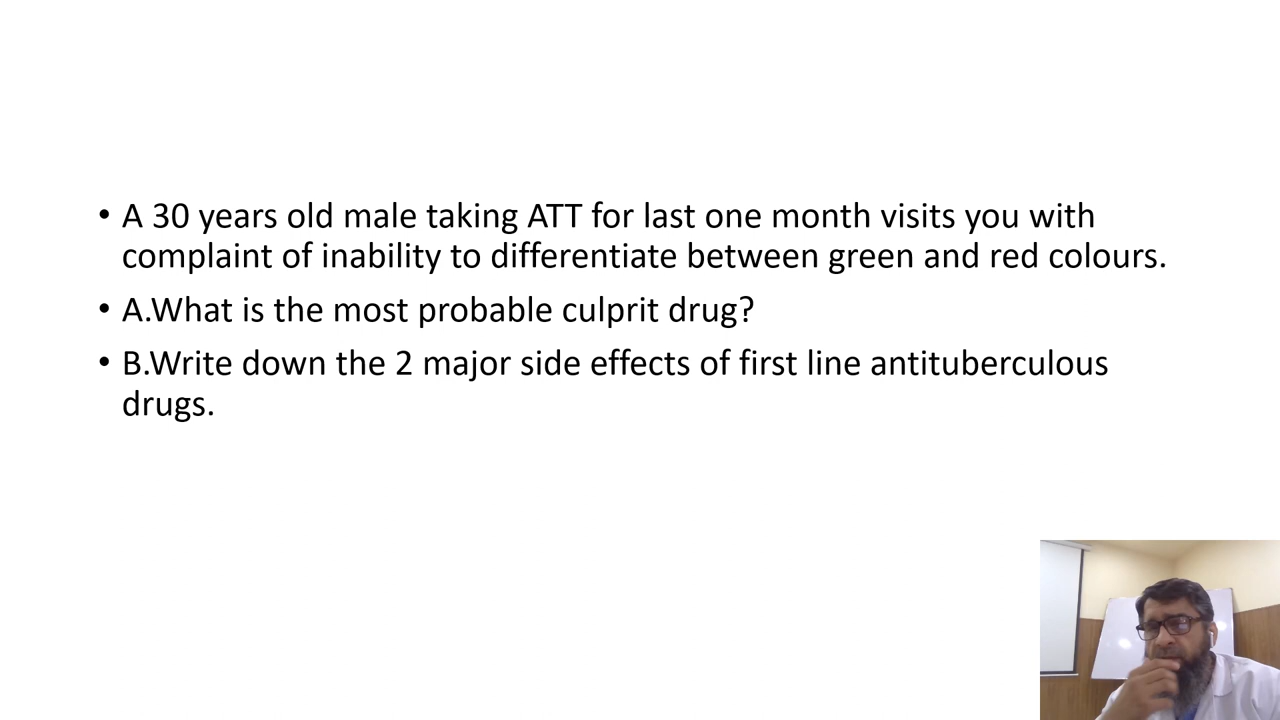 • A 30 years old male taking ATT for last one month visits you with
complaint of inability to differentiate between green and red colours.
• A.What is the most probable culprit drug?
• B.Write down the 2 major side effects of first line antituberculous
drugs.